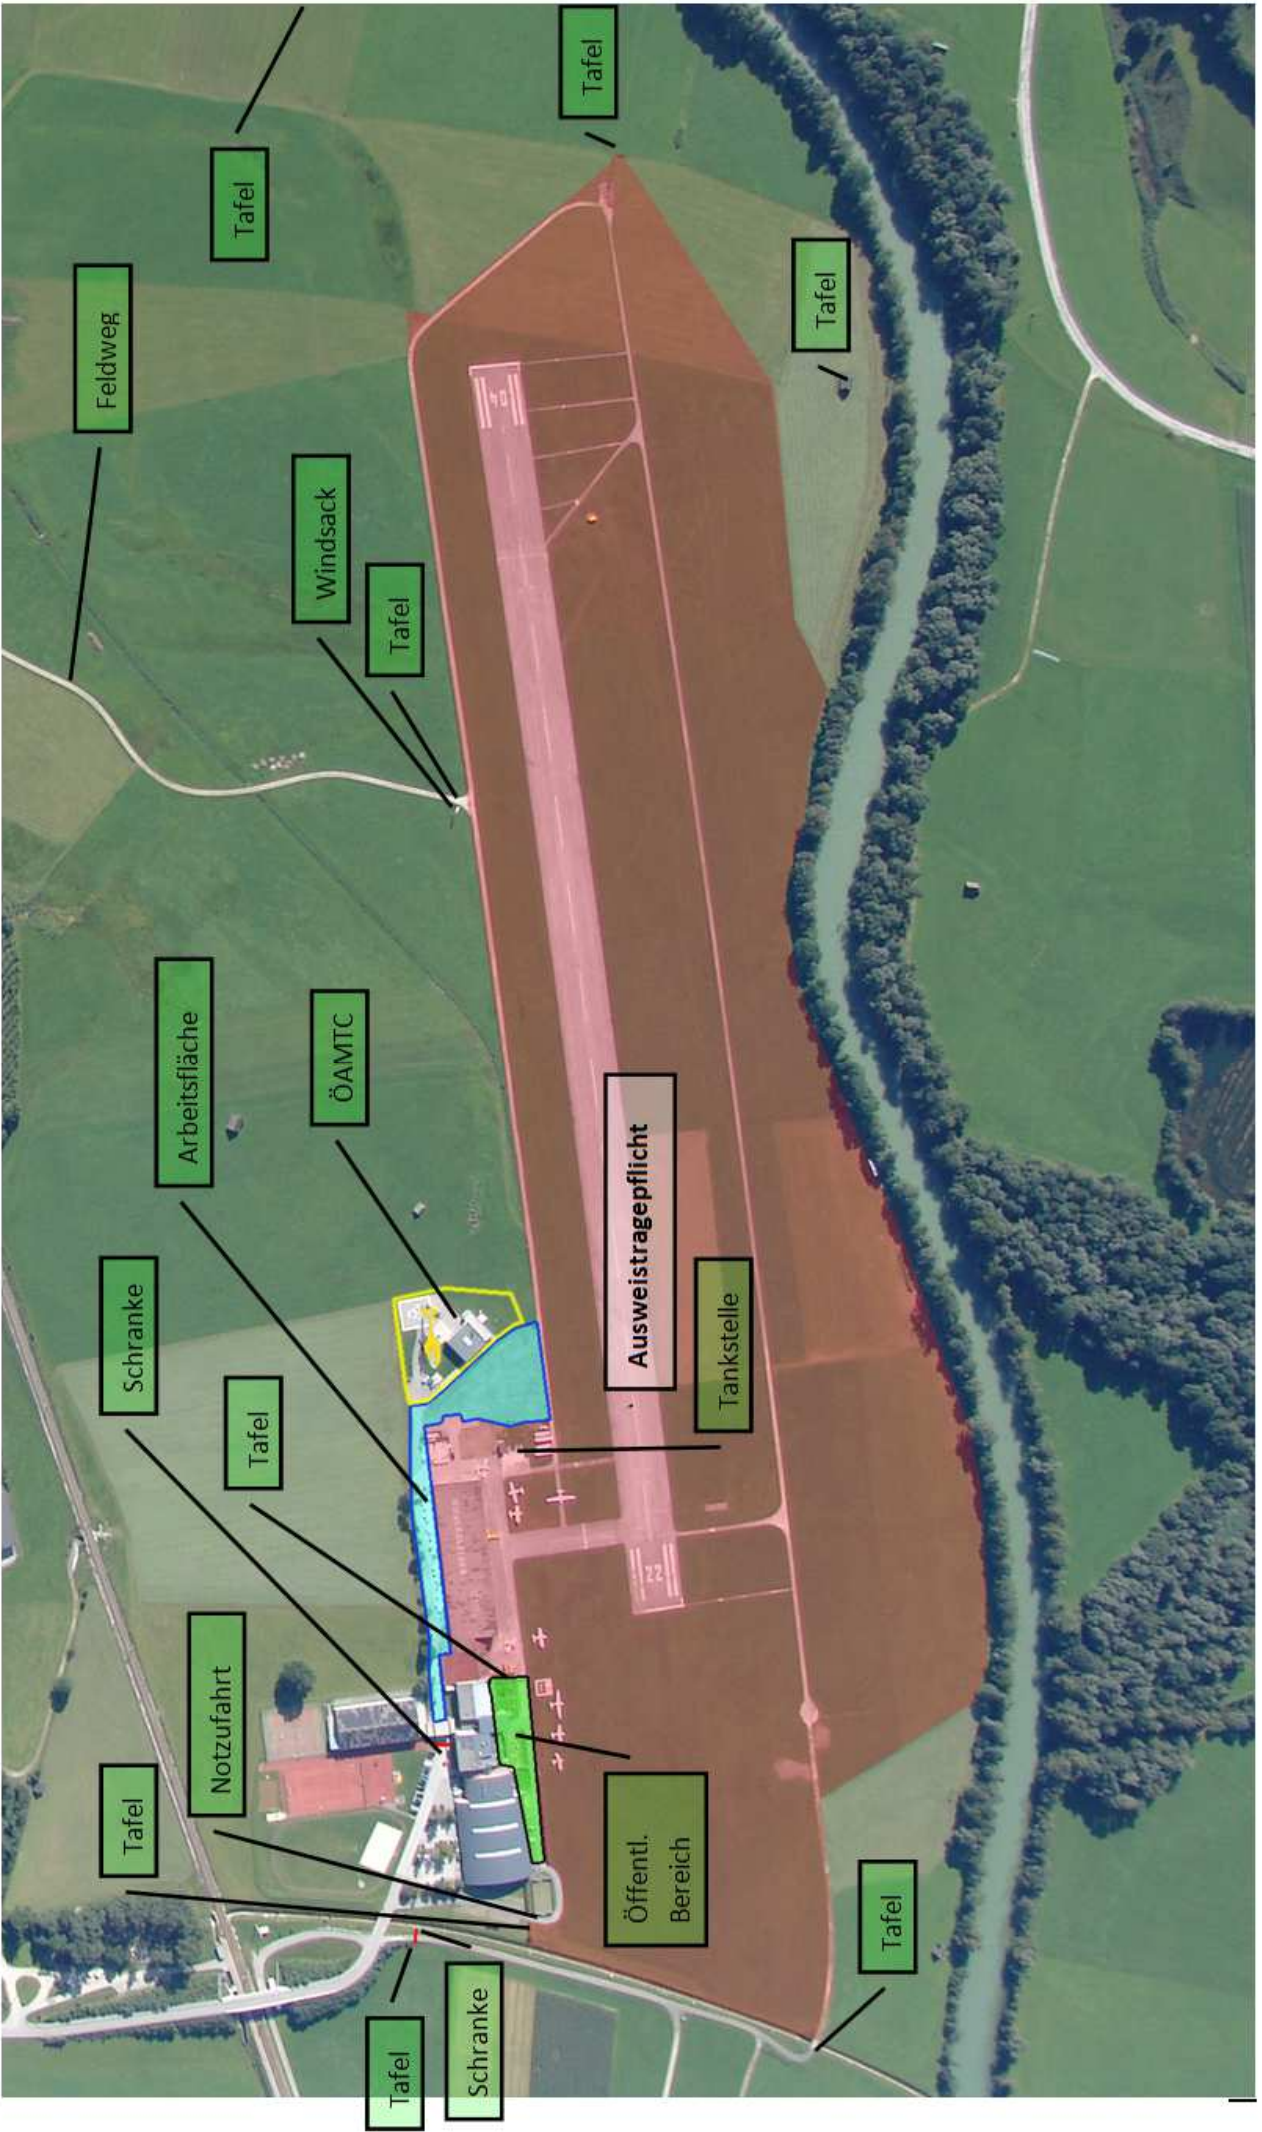 Feldweg
Tafel
Schranke
Arbeitsfläche
Notzufahrt
Tafel
Tafel
Windsack
ÖAMTC
Tafel
Tafel
Schranke
Tafel
Öffentl.
Bereich
Ausweistragepflicht
22
Tankstelle
Tafel
Tafel